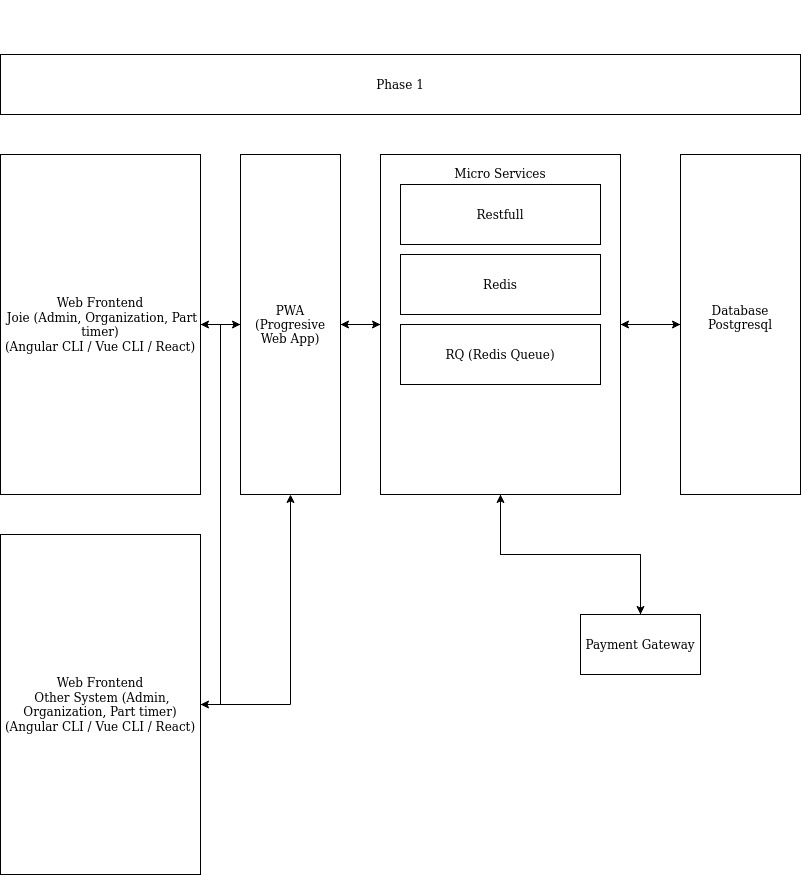 Phase 1
Web Frontend
Joie (Admin, Organization, Part
timer)
(Angular CLI / Vue CLI / React)
PWA
(Progresive
Web App)
Micro Services
Restfull
Redis
RQ (Redis Queue)
Database
Postgresql
Web Frontend
Other System (Admin,
Organization, Part timer)
(Angular CLI / Vue CLI / React)
Payment Gateway